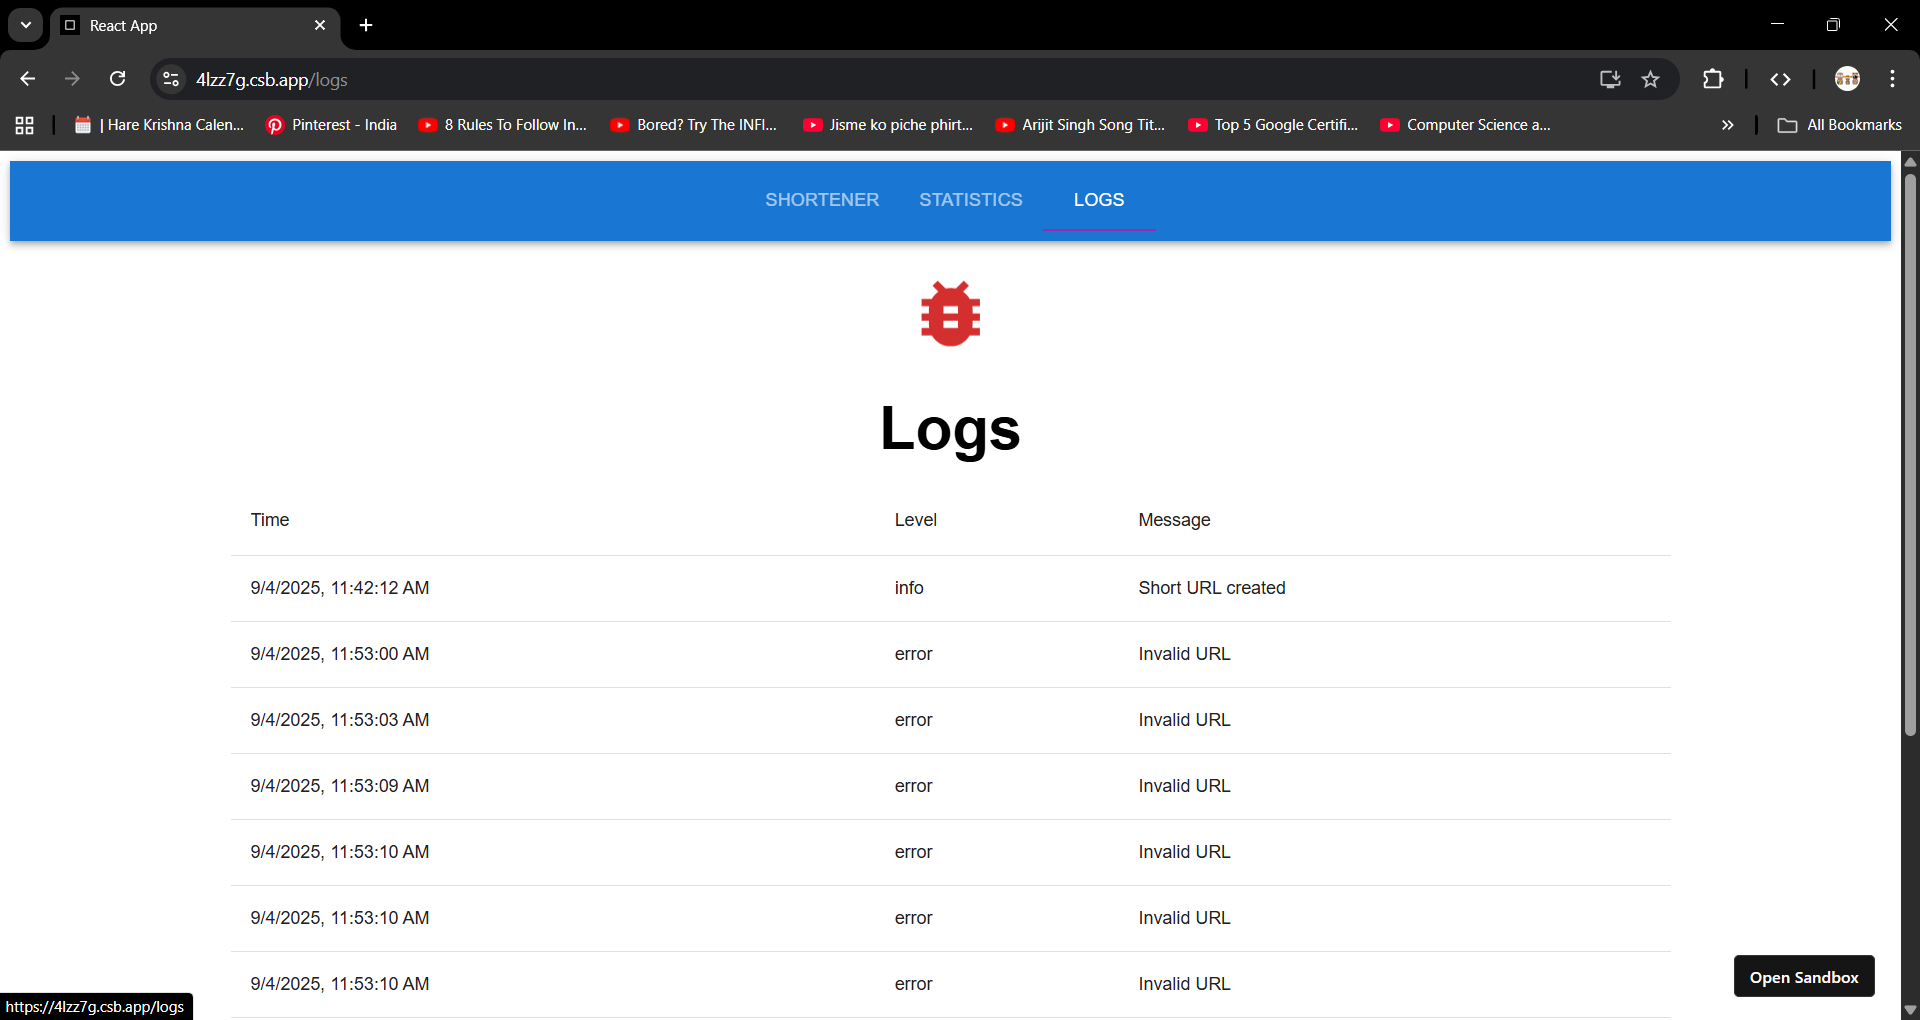 React App
4lzz7g.csb.app/logs
| Hare Krishna Calen... Pinterest - India 8 Rules To Follow In... Bored? Try The INFI... Jisme ko piche phirt... Arijit Singh Song Tit... Top 5 Google Certifi... Computer Science a... All Bookmarks
SHORTENER STATISTICS LOGS
Logs
Time Level Message
9/4/2025, 11:42:12 AM info Short URL created
9/4/2025, 11:53:00 AM error Invalid URL
9/4/2025, 11:53:03 AM error Invalid URL
9/4/2025, 11:53:09 AM error Invalid URL
9/4/2025, 11:53:10 AM error Invalid URL
9/4/2025, 11:53:10 AM error Invalid URL
9/4/2025, 11:53:10 AM error Invalid URL
Open Sandbox
https://4lzz7g.csb.app/logs